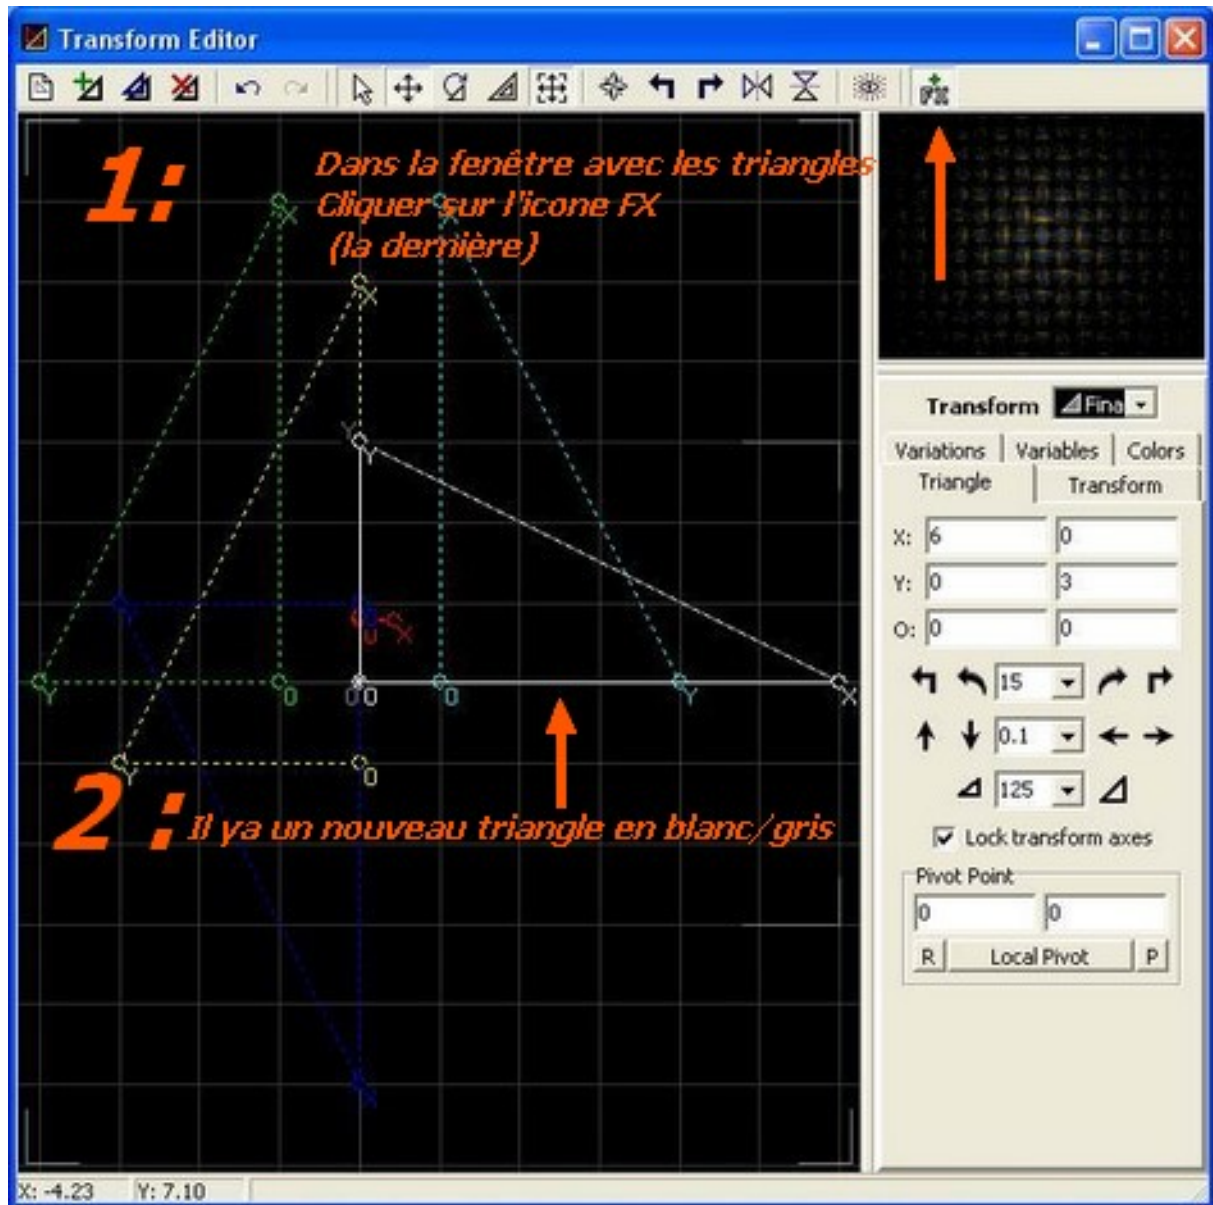 Transform Editor
FX
1:
Dans la fenêtre avec les triangles
Cliquer sur l'icone FX
(la dernière)
X
X
X
Y
Y
u
X
Y
O
O
O
O
Y
X
Y
O
2 :
Il ya un nouveau triangle en blanc/gris
X
Transform Fina
Variations Variables Colors
Triangle Transform
X: 6 0
Y: 0 3
O: 0 0
15
0.1
125
Lock transform axes
Pivot Point
0 0
R Local Pivot P
X: -4.23 Y: 7.10